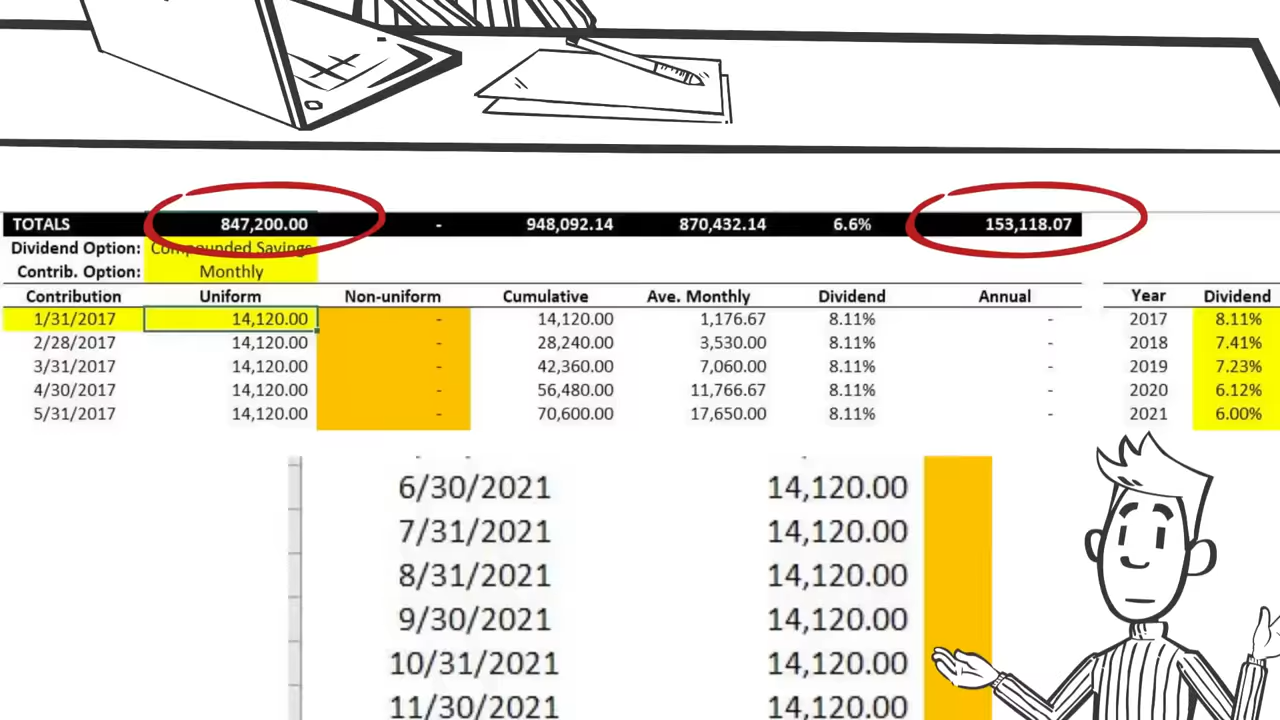 TOTALS 847,200.00 - 948,092.14 870,432.14 6.6% 153,118.07
Dividend Option: Compounded Savings
Contrib. Option: Monthly
Contribution Uniform Non-uniform Cumulative Ave. Monthly Dividend Annual Year Dividend
1/31/2017 14,120.00 - 14,120.00 1,176.67 8.11% - 2017 8.11%
2/28/2017 14,120.00 - 28,240.00 3,530.00 8.11% - 2018 7.41%
3/31/2017 14,120.00 - 42,360.00 7,060.00 8.11% - 2019 7.23%
4/30/2017 14,120.00 - 56,480.00 11,766.67 8.11% - 2020 6.12%
5/31/2017 14,120.00 - 70,600.00 17,650.00 8.11% - 2021 6.00%
6/30/2021 14,120.00
7/31/2021 14,120.00
8/31/2021 14,120.00
9/30/2021 14,120.00
10/31/2021 14,120.00
11/30/2021 14,120.00